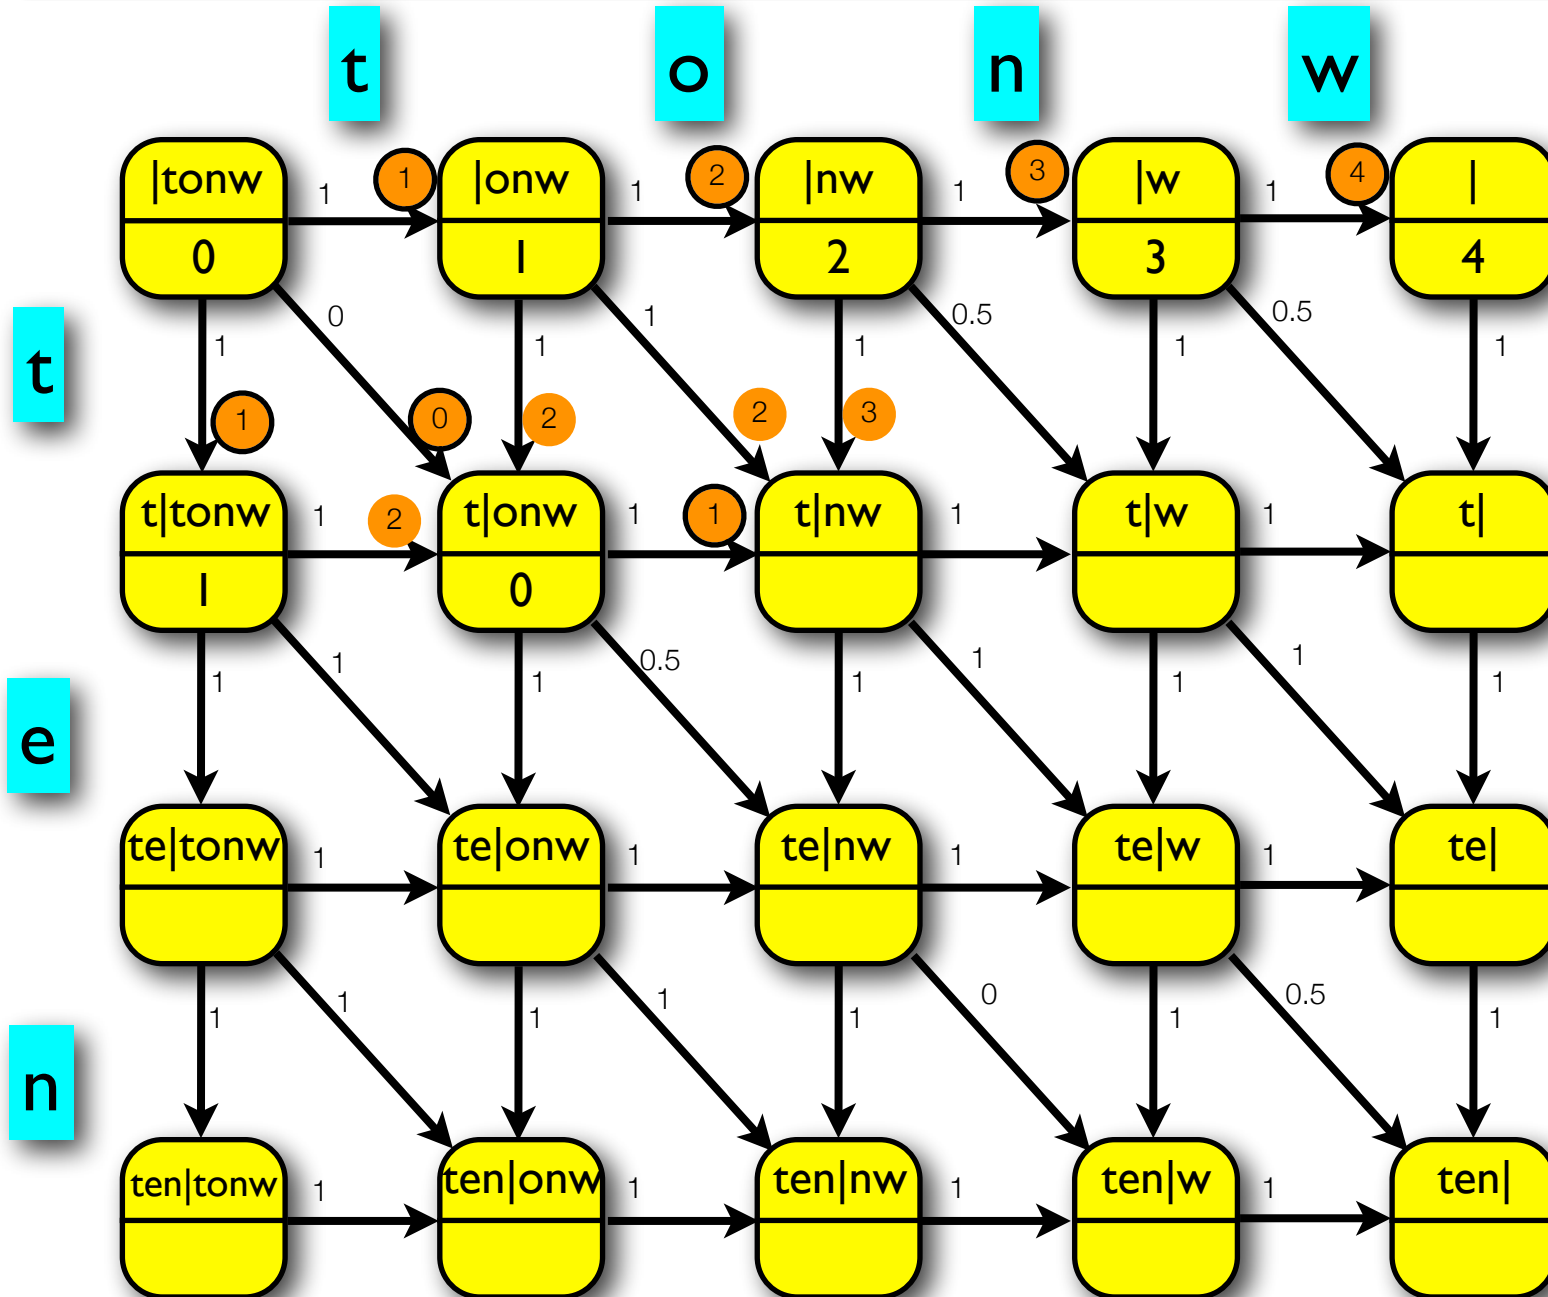 t o n w
|tonw 1 1 |onw 1 2 |nw 1 3 |w 1 4 |
0 1 2 3 4
0 1 0.5 0.5
t 1 1 1 1 1
1 0 2 2 3
t|tonw 1 2 t|onw 1 1 t|nw 1 t|w 1 t|
1 0
1 0.5 1 1
e 1 1 1 1 1
te|tonw 1 te|onw 1 te|nw 1 te|w 1 te|
1 1 0 0.5
n 1 1 1 1 1
ten|tonw 1 ten|onw 1 ten|nw 1 ten|w 1 ten|